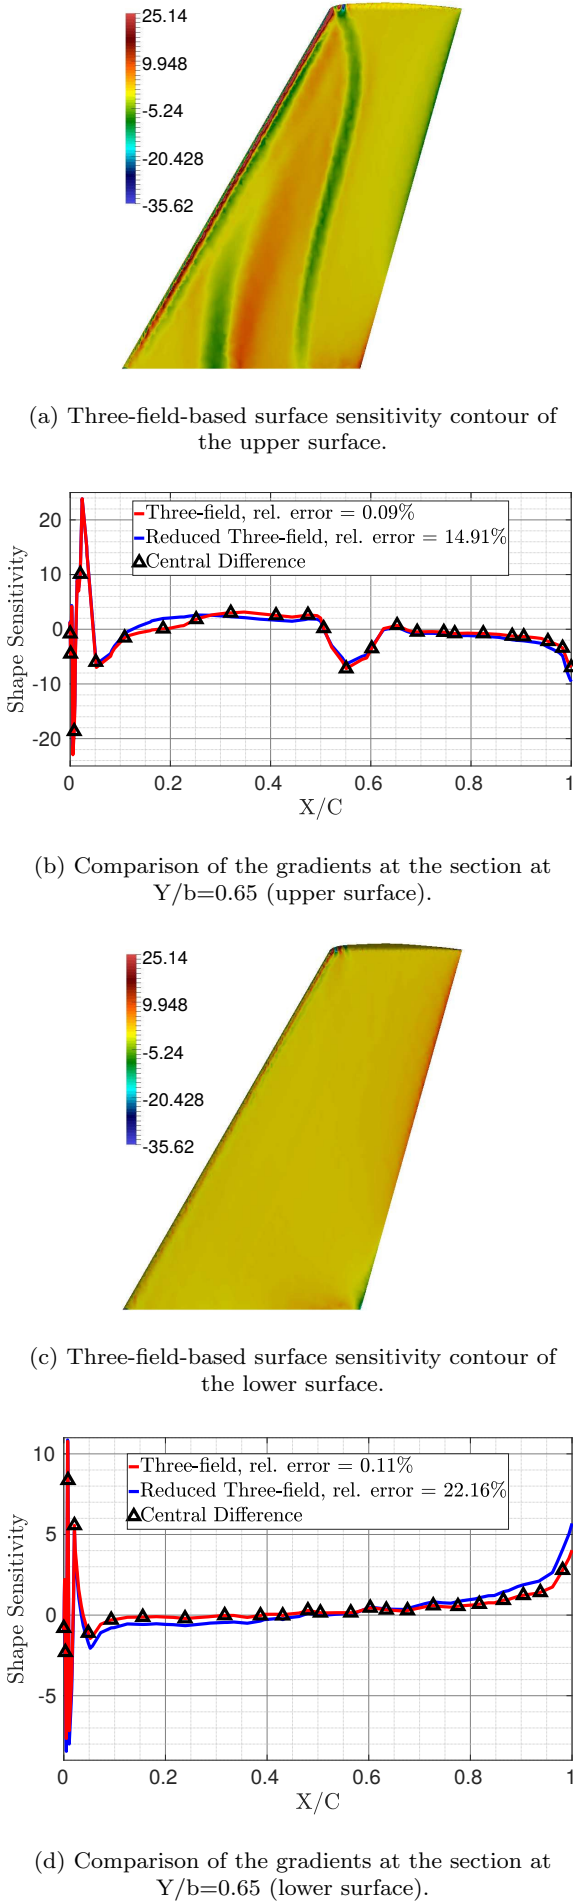 25.14
9.948
-5.24
-20.428
-35.62
(a) Three-field-based surface sensitivity contour of
the upper surface.
Three-field, rel. error = 0.09%
Reduced Three-field, rel. error = 14.91%
Central Difference
Shape Sensitivity
20
10
0
-10
-20
0
0.2
0.4
0.6
0.8
1
X/C
(b) Comparison of the gradients at the section at
Y/b=0.65 (upper surface).
25.14
9.948
-5.24
-20.428
-35.62
(c) Three-field-based surface sensitivity contour of
the lower surface.
Three-field, rel. error = 0.11%
Reduced Three-field, rel. error = 22.16%
Central Difference
Shape Sensitivity
10
5
0
-5
0
0.2
0.4
0.6
0.8
1
X/C
(d) Comparison of the gradients at the section at
Y/b=0.65 (lower surface).